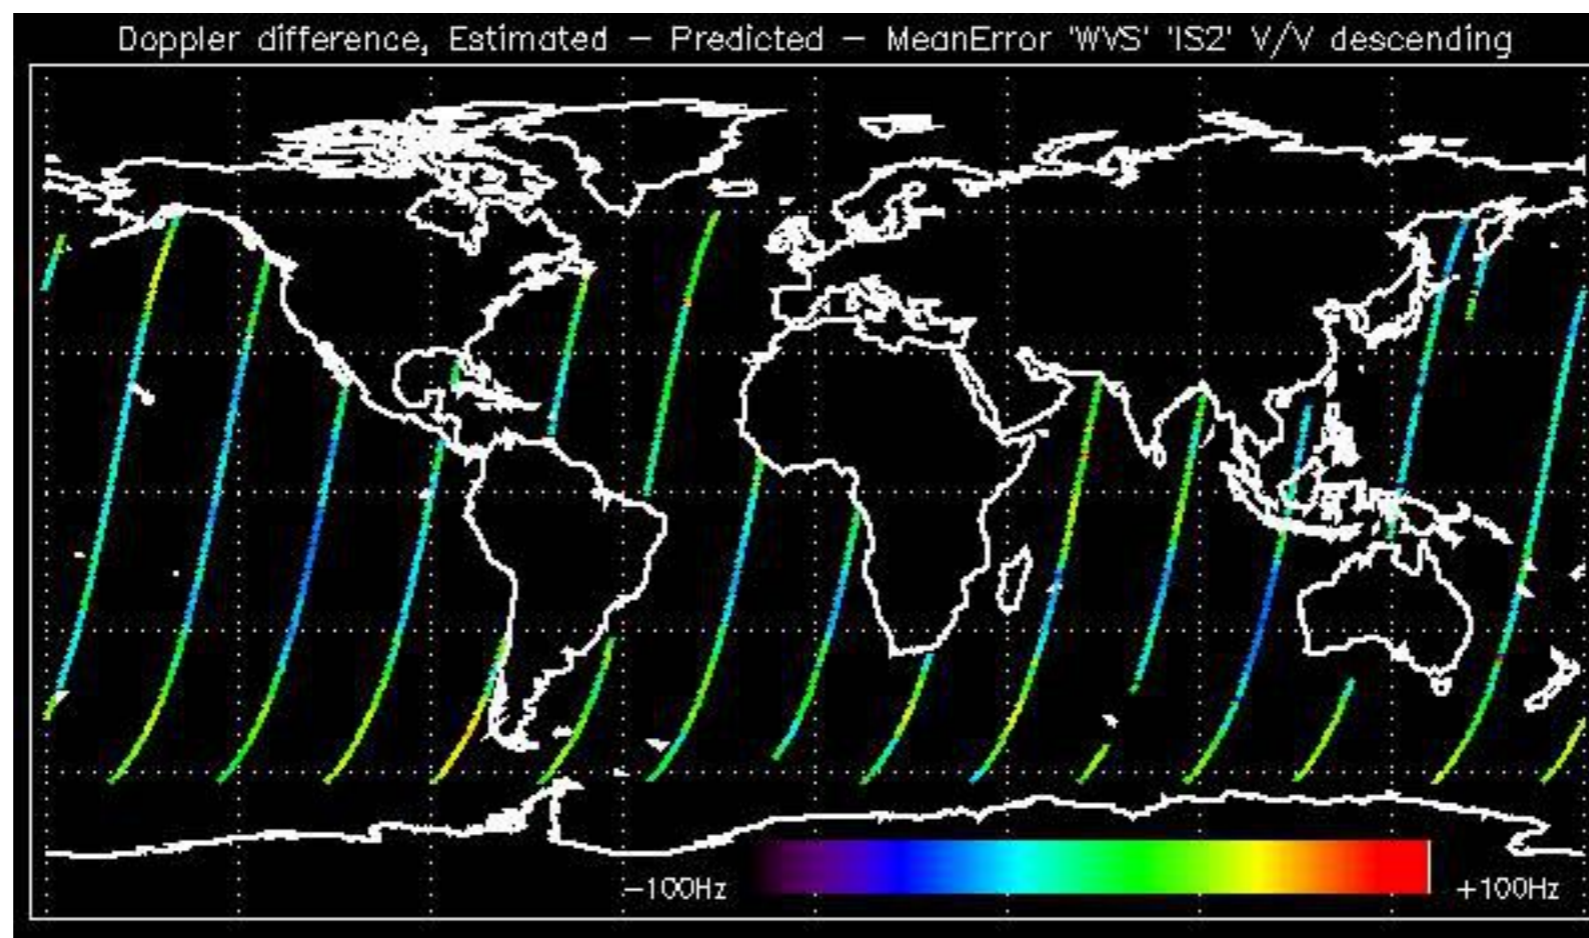 Doppler difference, Estimated – Predicted – MeanError 'WVS' 'IS2' V/V descending
–100Hz +100Hz